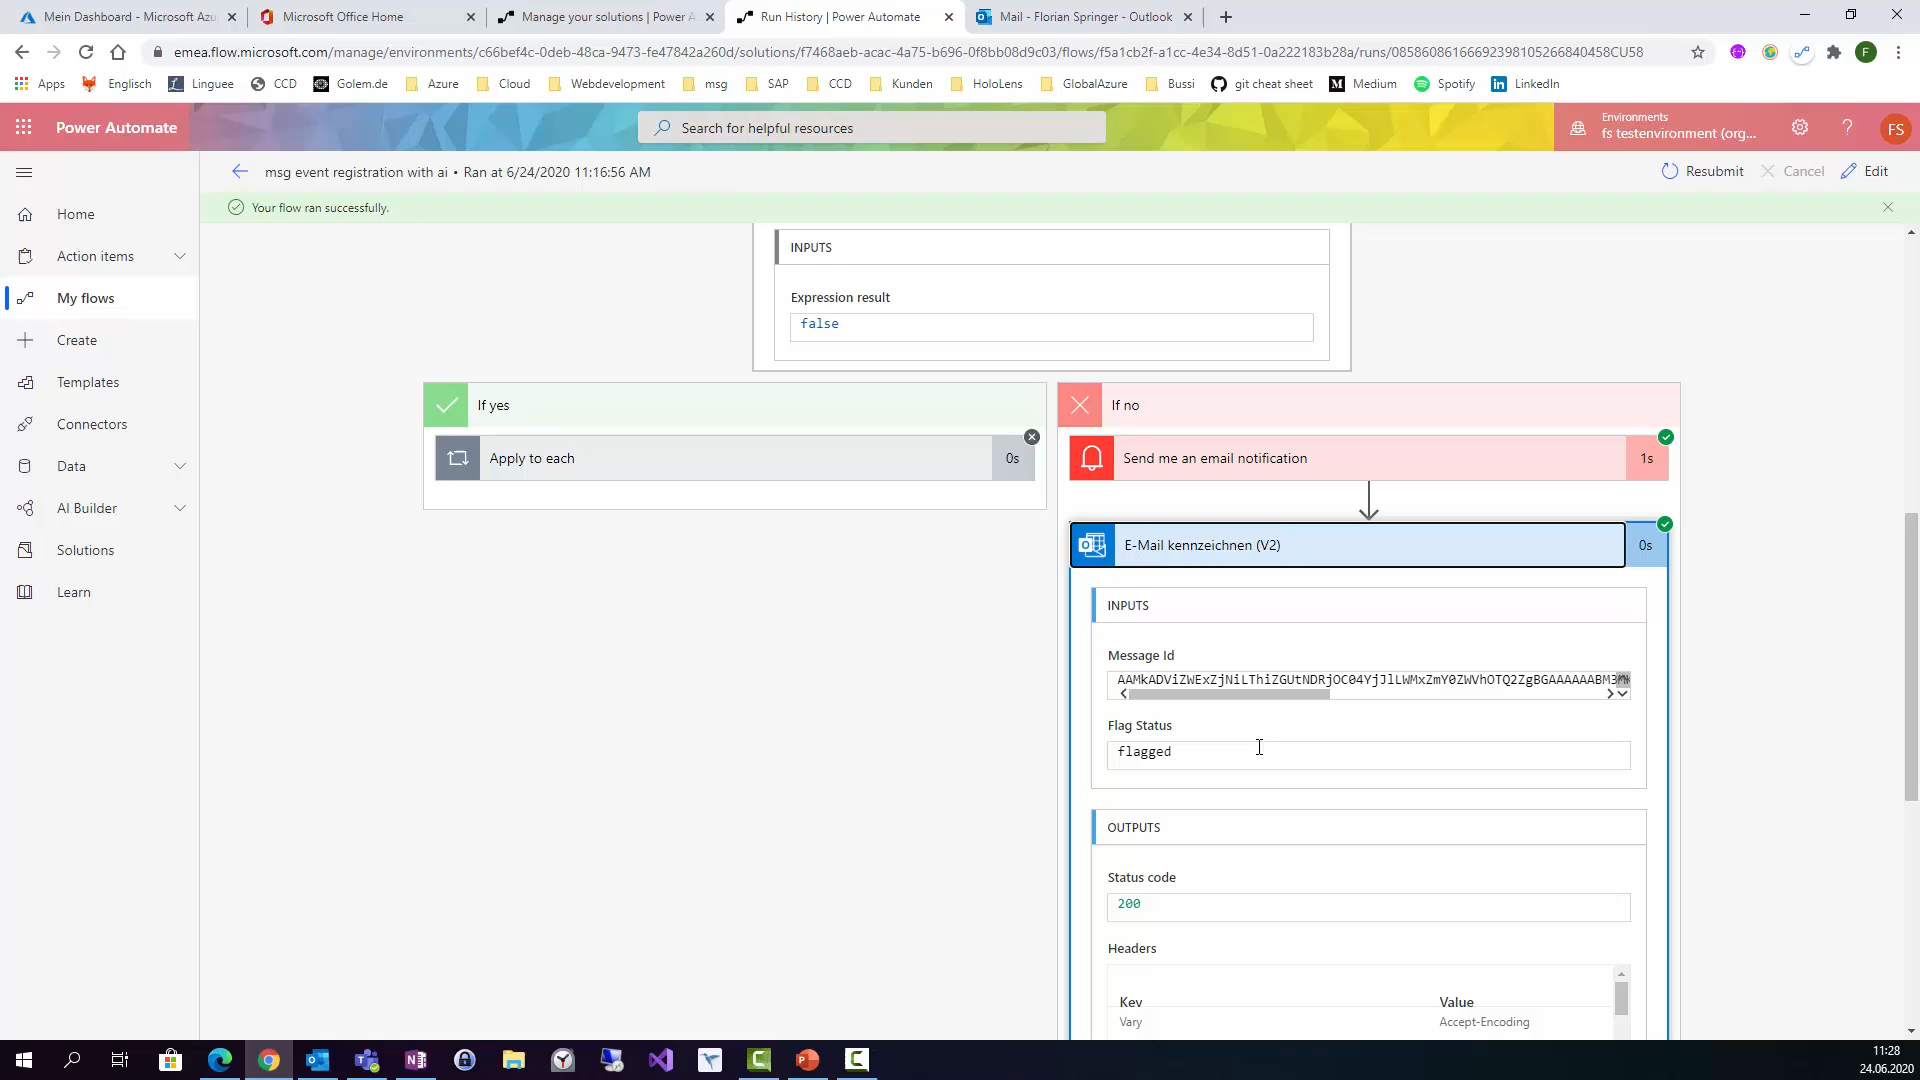 Mein Dashboard - Microsoft Azu
Microsoft Office Home
Manage your solutions | Power A
Run History | Power Automate
Mail - Florian Springer - Outlook
emea.flow.microsoft.com/manage/environments/c66bef4c-0deb-48ca-9473-fe47842a260d/solutions/f7468aeb-acac-4a75-b696-0f8bb08d9c03/flows/f5a1cb2f-a1cc-4e34-8d51-0a222183b28a/runs/08586086166692398105266840458CU58
F
Apps
Englisch
Linguee
CCD
Golem.de
Azure
Cloud
Webdevelopment
msg
SAP
CCD
Kunden
HoloLens
GlobalAzure
Bussi
git cheat sheet
Medium
Spotify
LinkedIn
Power Automate
Search for helpful resources
Environments
fs testenvironment (org...
FS
msg event registration with ai • Ran at 6/24/2020 11:16:56 AM
Resubmit
Cancel
Edit
Your flow ran successfully.
Home
Action items
My flows
Create
Templates
Connectors
Data
AI Builder
Solutions
Learn
INPUTS
Expression result
false
If yes
Apply to each
0s
If no
Send me an email notification
1s
E-Mail kennzeichnen (V2)
0s
INPUTS
Message Id
AAMkADViZWExZjNiLThiZGUtNDRjOC04YjJlLWMxZmY0ZWVhOTQ2ZgBGAAAAAABM3
Flag Status
flagged
OUTPUTS
Status code
200
Headers
Key
Value
Vary
Accept-Encoding
11:28
24.06.2020